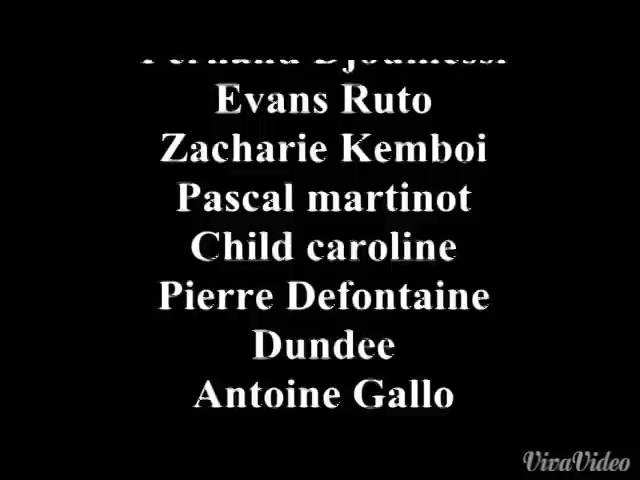 Evans Ruto
Zacharie Kemboi
Pascal martinot
Child caroline
Pierre Defontaine
Dundee
Antoine Gallo
VivaVideo